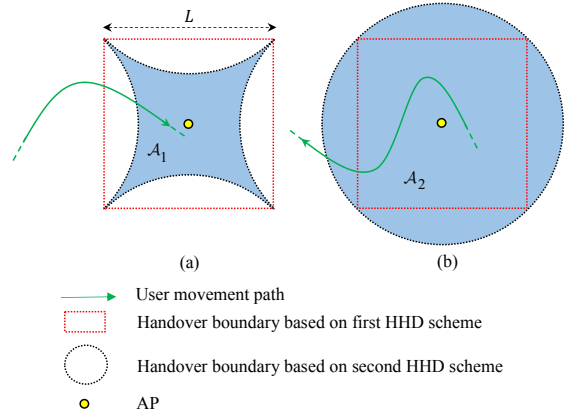 L
𝒜1
𝒜2
(a)
(b)
User movement path
Handover boundary based on first HHD scheme
Handover boundary based on second HHD scheme
AP